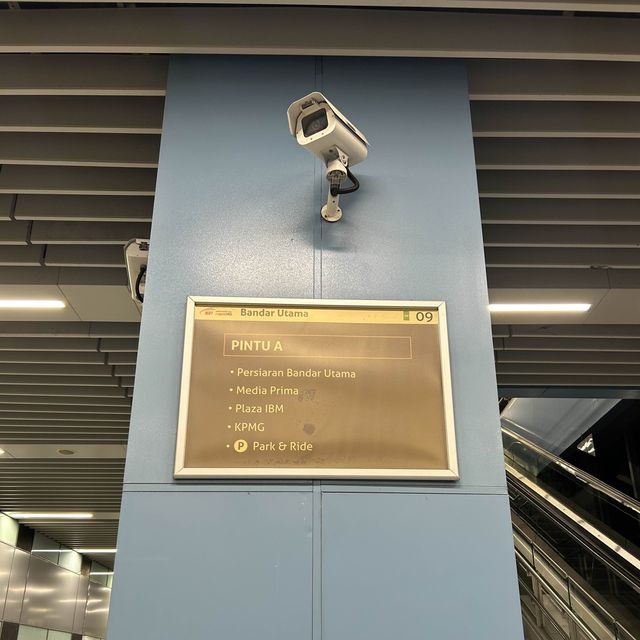 Bandar Utama 09
PINTU A
• Persiaran Bandar Utama
• Media Prima
• Plaza IBM
• KPMG
• P Park & Ride